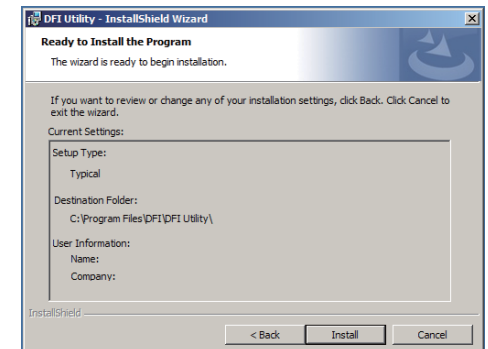 DFI Utility - InstallShield Wizard
Ready to Install the Program
The wizard is ready to begin installation.
If you want to review or change any of your installation settings, click Back. Click Cancel to
exit the wizard.
Current Settings:
Setup Type:
Typical
Destination Folder:
C:\Program Files\DFI\DFI Utility\
User Information:
Name:
Company:
InstallShield
< Back Install Cancel